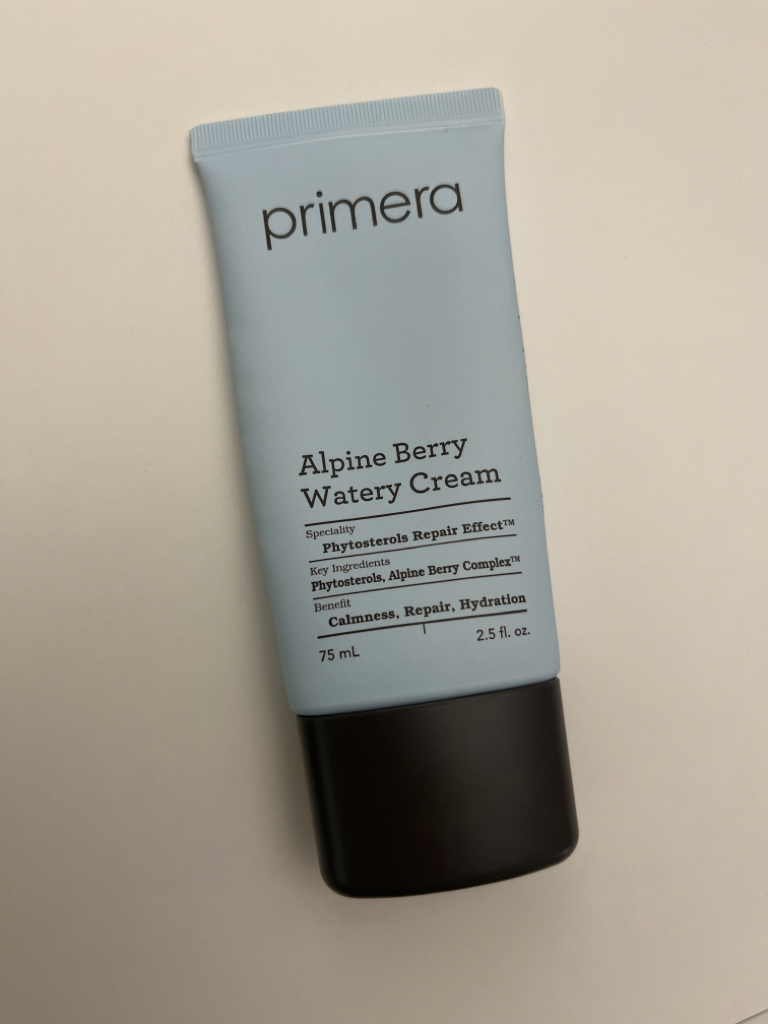 primera
Alpine Berry
Watery Cream
Speciality
Phytosterols Repair Effect™
Key Ingredients
Phytosterols, Alpine Berry Complex™
Benefit
Calmness, Repair, Hydration
75 mL 2.5 fl. oz.